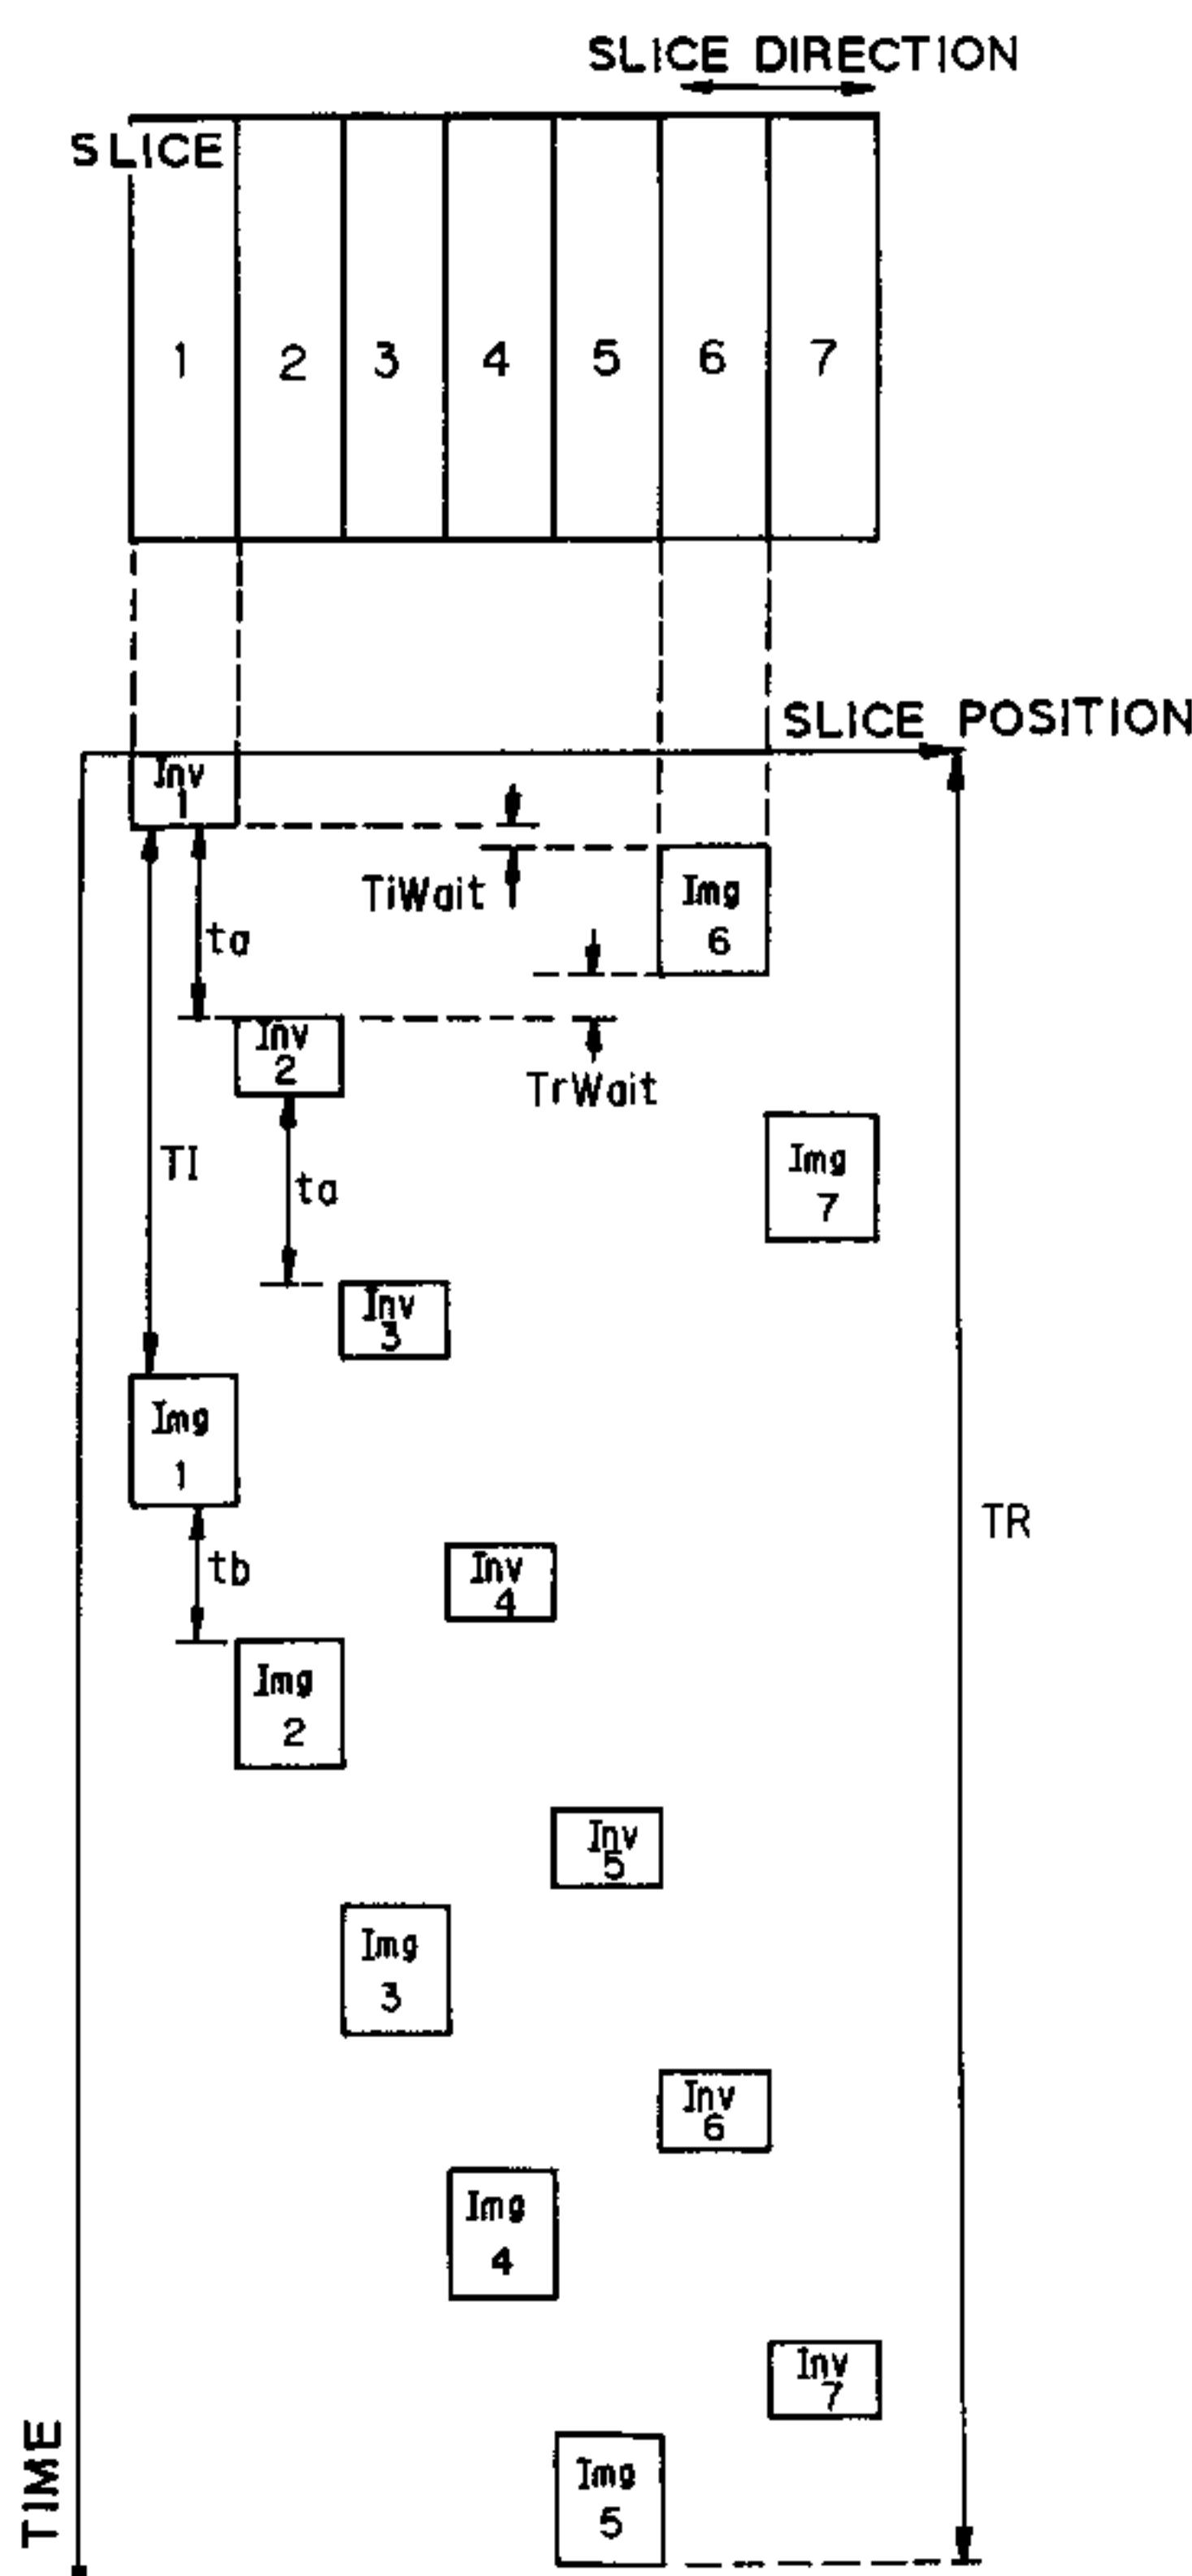 SLICE DIRECTION
SLICE
1 2 3 4 5 6 7
SLICE POSITION
Inv
1
TiWait
Img
6
ta
Inv
2
TrWait
TI
ta
Img
7
Inv
3
Img
1
TR
tb
Inv
4
Img
2
Inv
5
Img
3
Inv
6
Img
4
Inv
7
TIME
Img
5